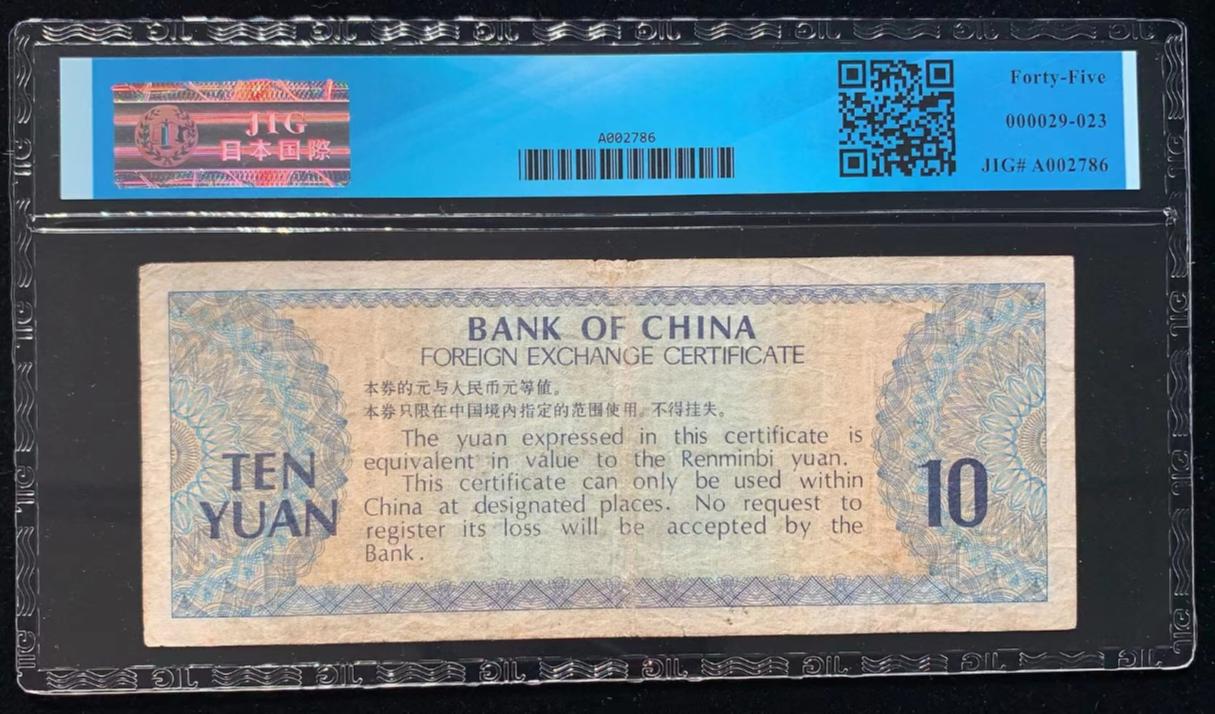 JIG
日本国際
A002786
Forty-Five
000029-023
JIG# A002786
BANK OF CHINA
FOREIGN EXCHANGE CERTIFICATE
本券的元与人民币元等値。
本券只限在中国境内指定的范围使用，不得挂失。
The yuan expressed in this certificate is
equivalent in value to the Renminbi yuan.
This certificate can only be used within
China at designated places. No request to
register its loss will be accepted by the
Bank.
TEN
YUAN
10